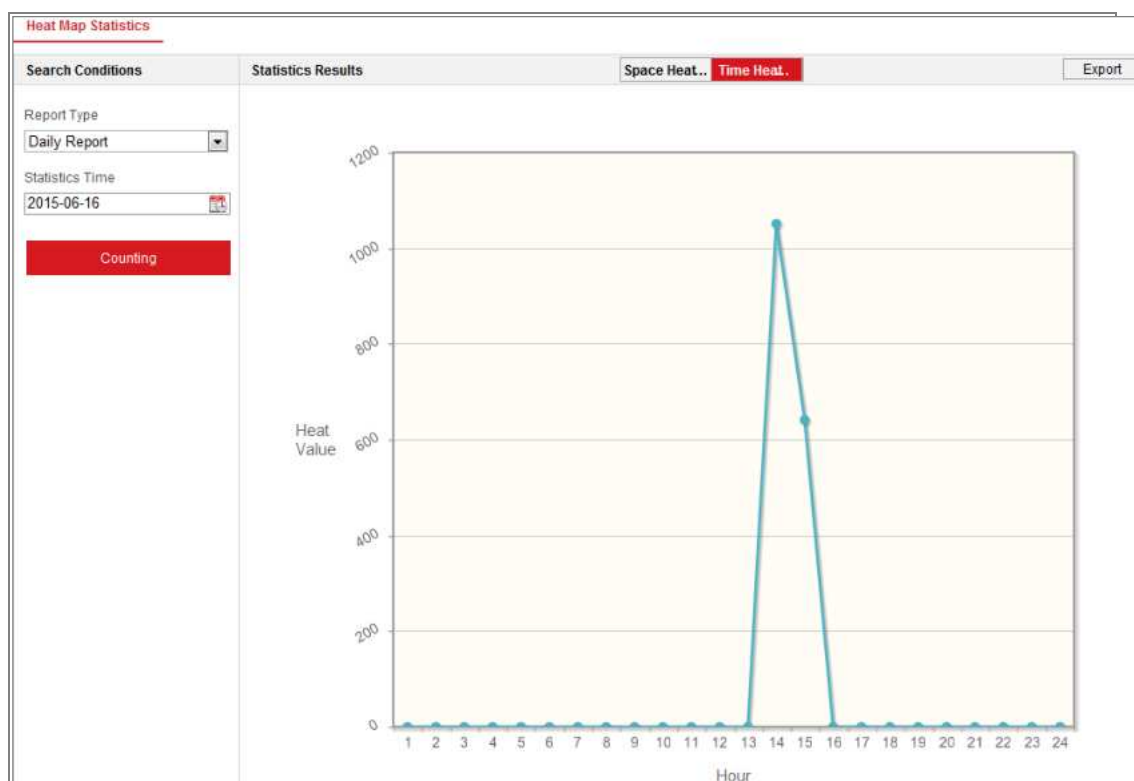 Heat Map Statistics
Search Conditions
Statistics Results
Space Heat...
Time Heat.
Export
Report Type
Daily Report
Statistics Time
2015-06-16
Counting
1200
1000
800
600
400
200
0
Heat
Value
1 2 3 4 5 6 7 8 9 10 11 12 13 14 15 16 17 18 19 20 21 22 23 24
Hour